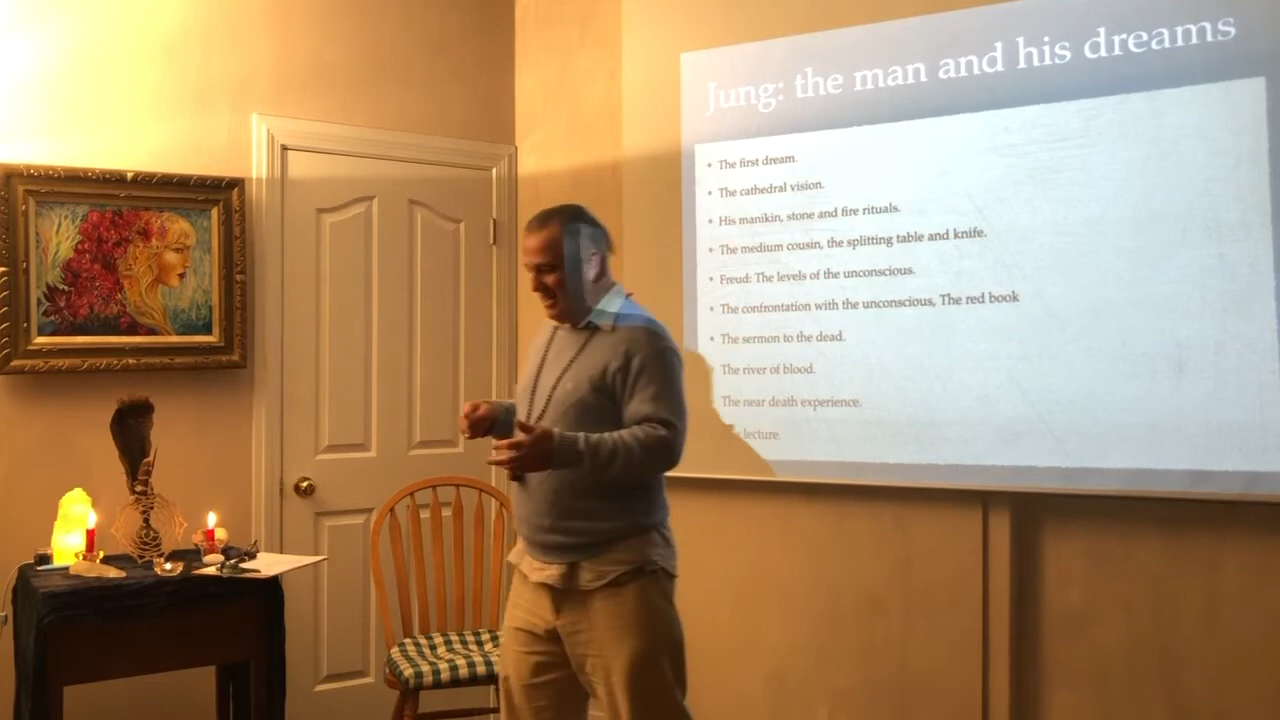 Jung: the man and his dreams
• The first dream.
• The cathedral vision.
• His manikin, stone and fire rituals.
• The medium cousin, the splitting table and knife.
• Freud: The levels of the unconscious.
• The confrontation with the unconscious, The red book
• The sermon to the dead.
The river of blood.
The near death experience.
lecture.